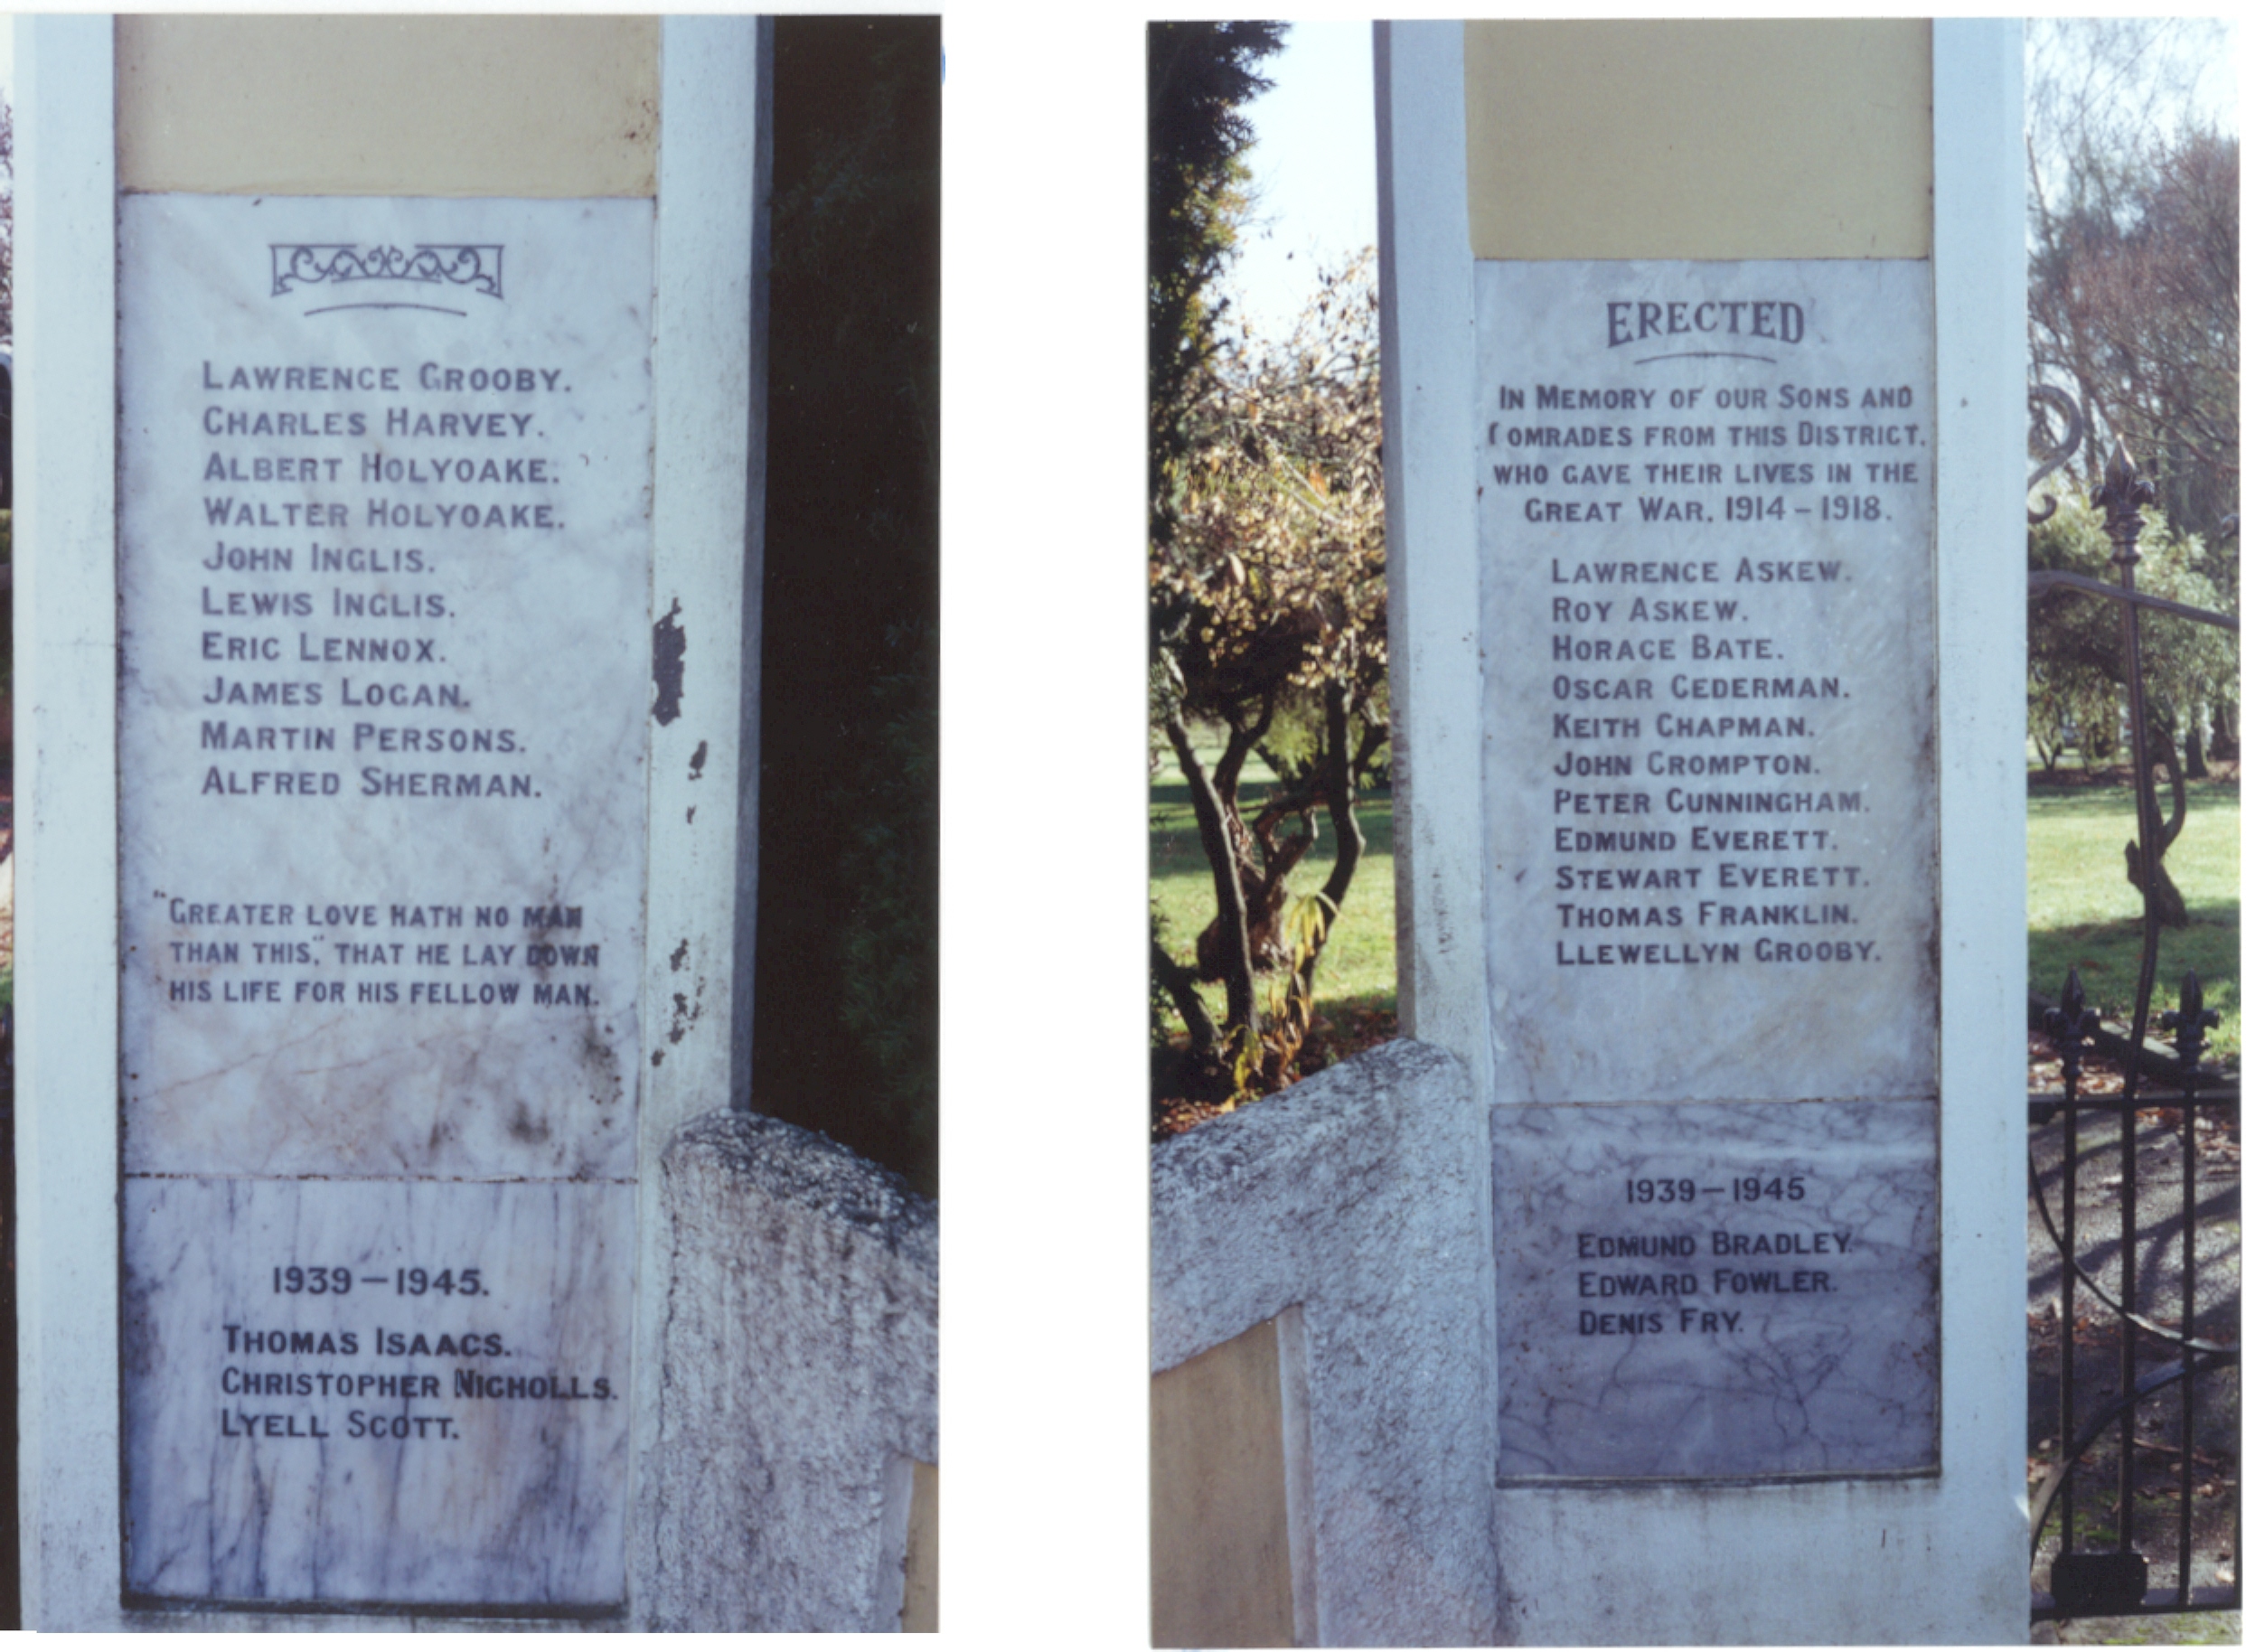 LAWRENCE GROOBY.
CHARLES HARVEY.
ALBERT HOLYOAKE.
WALTER HOLYOAKE.
JOHN INGLIS.
LEWIS INGLIS.
ERIC LENNOX.
JAMES LOGAN.
MARTIN PERSONS.
ALFRED SHERMAN.
"GREATER LOVE HATH NO MAN
THAN THIS," THAT HE LAY DOWN
HIS LIFE FOR HIS FELLOW MAN.
1939 – 1945.
THOMAS ISAACS.
CHRISTOPHER NICHOLLS.
LYELL SCOTT.
ERECTED
IN MEMORY OF OUR SONS AND
COMRADES FROM THIS DISTRICT.
WHO GAVE THEIR LIVES IN THE
GREAT WAR. 1914 – 1918.
LAWRENCE ASKEW.
ROY ASKEW.
HORACE BATE.
OSCAR CEDERMAN.
KEITH CHAPMAN.
JOHN CROMPTON.
PETER CUNNINGHAM.
EDMUND EVERETT.
STEWART EVERETT.
THOMAS FRANKLIN.
LLEWELLYN GROOBY.
1939 – 1945
EDMUND BRADLEY.
EDWARD FOWLER.
DENIS FRY.